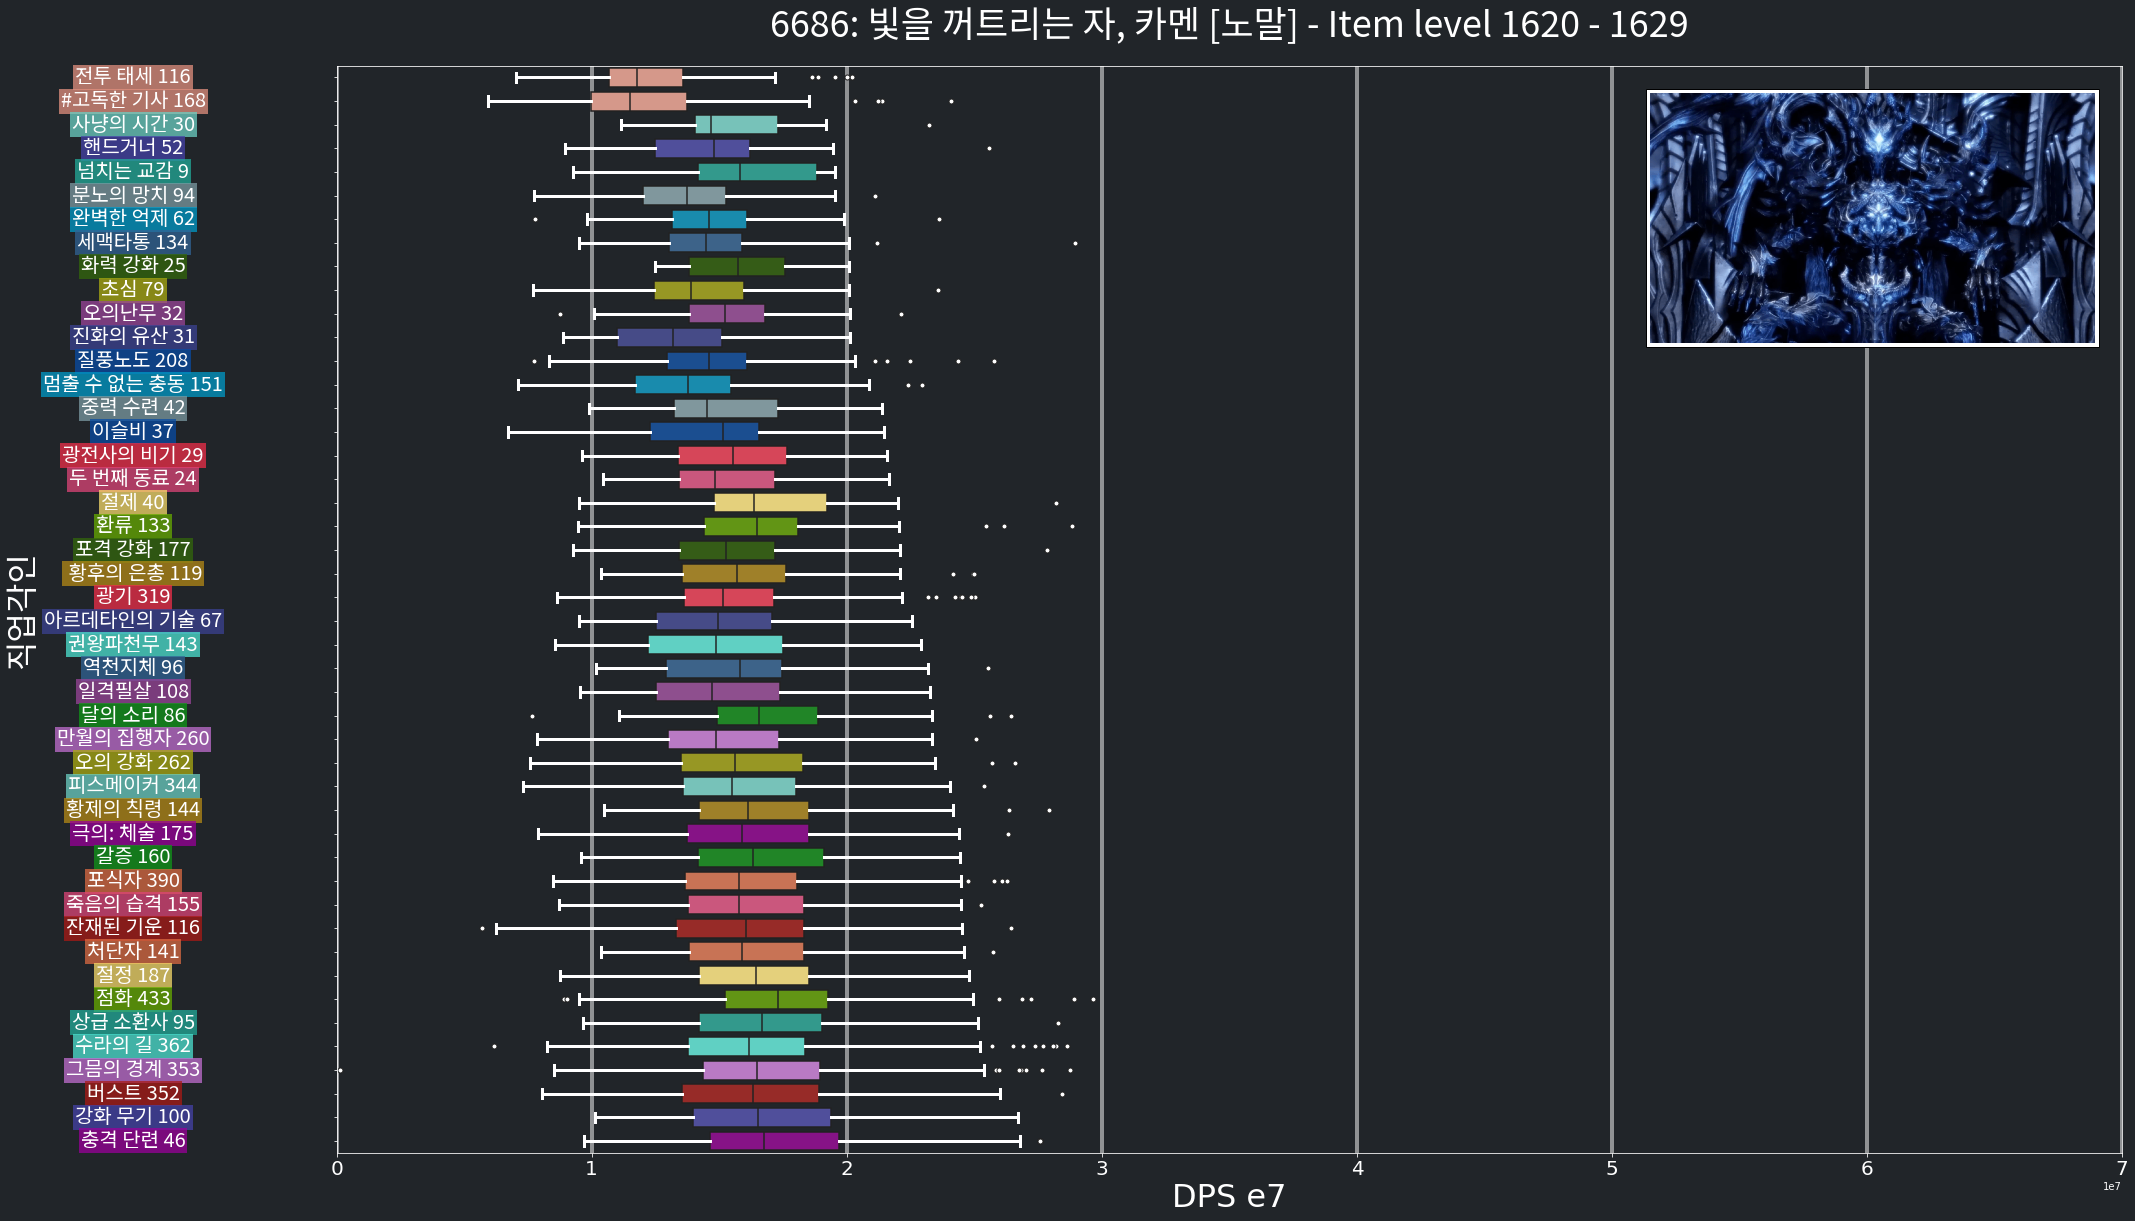 6686: 빛을 꺼트리는 자, 카멘 [노말] - Item level 1620 - 1629
전투 태세 116
#고독한 기사 168
사냥의 시간 30
핸드거너 52
넘치는 교감 9
분노의 망치 94
완벽한 억제 62
세맥타통 134
화력 강화 25
초심 79
오의난무 32
진화의 유산 31
질풍노도 208
멈출 수 없는 충동 151
중력 수련 42
이슬비 37
광전사의 비기 29
두 번째 동료 24
절제 40
환류 133
포격 강화 177
황후의 은총 119
광기 319
아르데타인의 기술 67
권왕파천무 143
역천지체 96
일격필살 108
달의 소리 86
만월의 집행자 260
오의 강화 262
피스메이커 344
황제의 칙령 144
극의: 체술 175
갈증 160
포식자 390
죽음의 습격 155
잔재된 기운 116
처단자 141
절정 187
점화 433
상급 소환사 95
수라의 길 362
그믐의 경계 353
버스트 352
강화 무기 100
충격 단련 46
직업각인
0 1 2 3 4 5 6 7
1e7
DPS e7